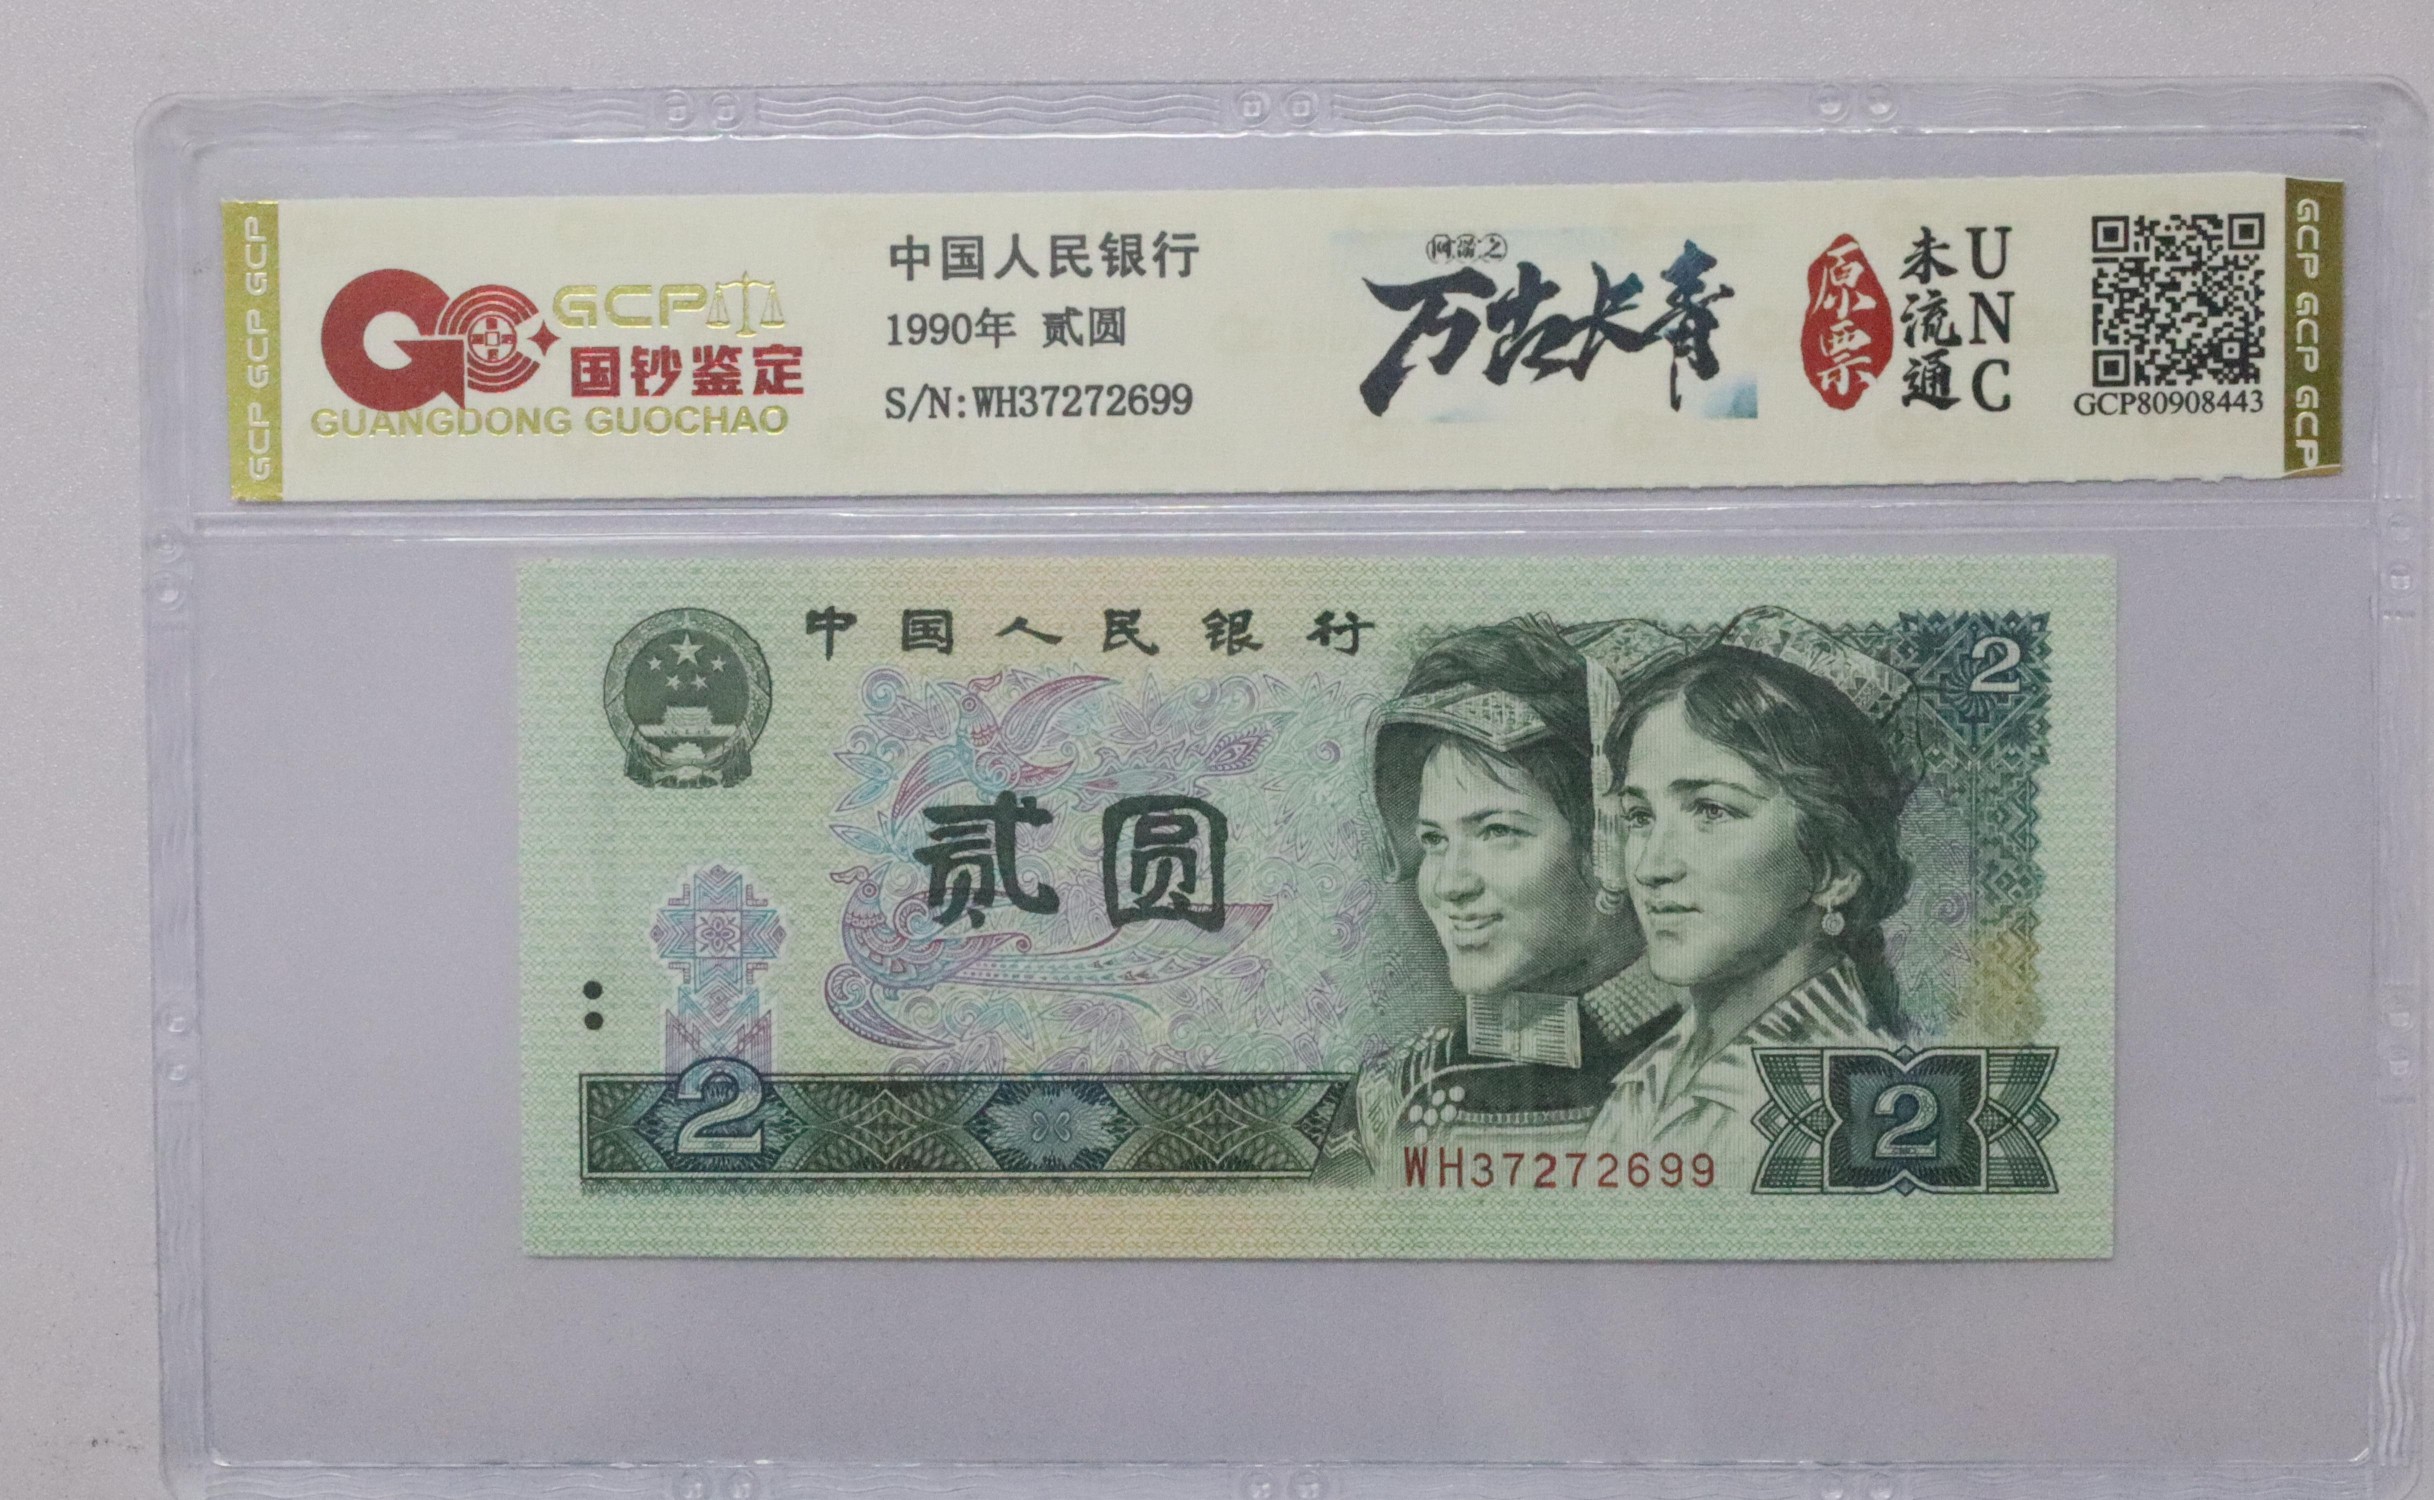 GCP GCP GCP
GCP
国钞鉴定
GUANGDONG GUOCHAO
中国人民银行
1990年 贰圆
S/N:WH37272699
万古长青
原票
未流通
UNC
GCP80908443
GCP GCP GCP GCP
中国人民银行
2
贰圆
2
WH37272699
2